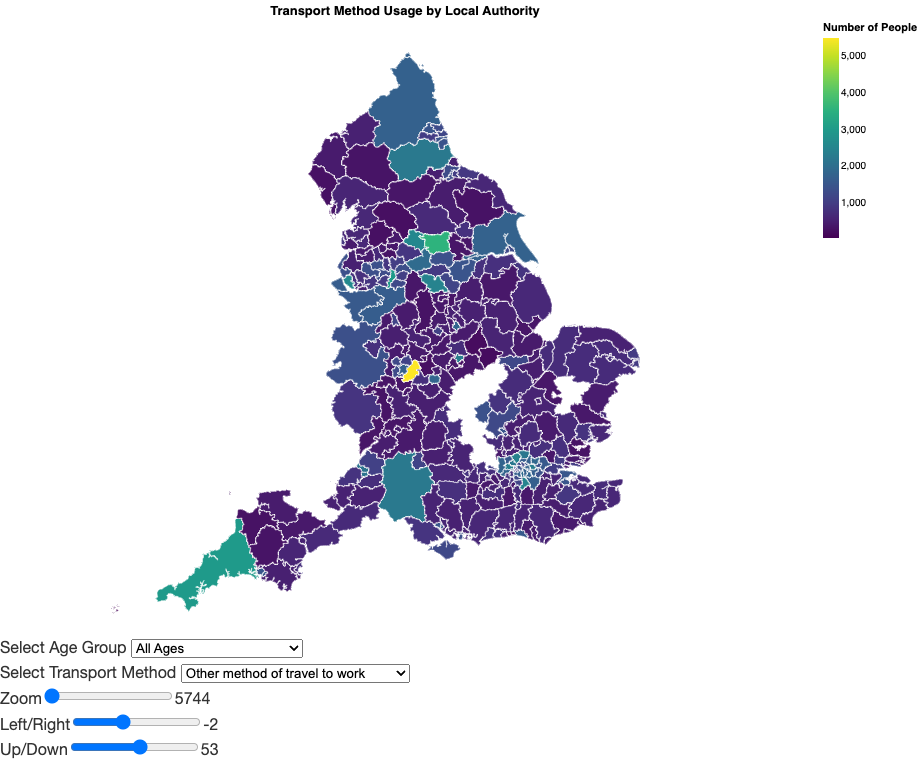 Transport Method Usage by Local Authority
Number of People
5,000
4,000
3,000
2,000
1,000
Select Age Group All Ages
Select Transport Method Other method of travel to work
Zoom 5744
Left/Right -2
Up/Down 53